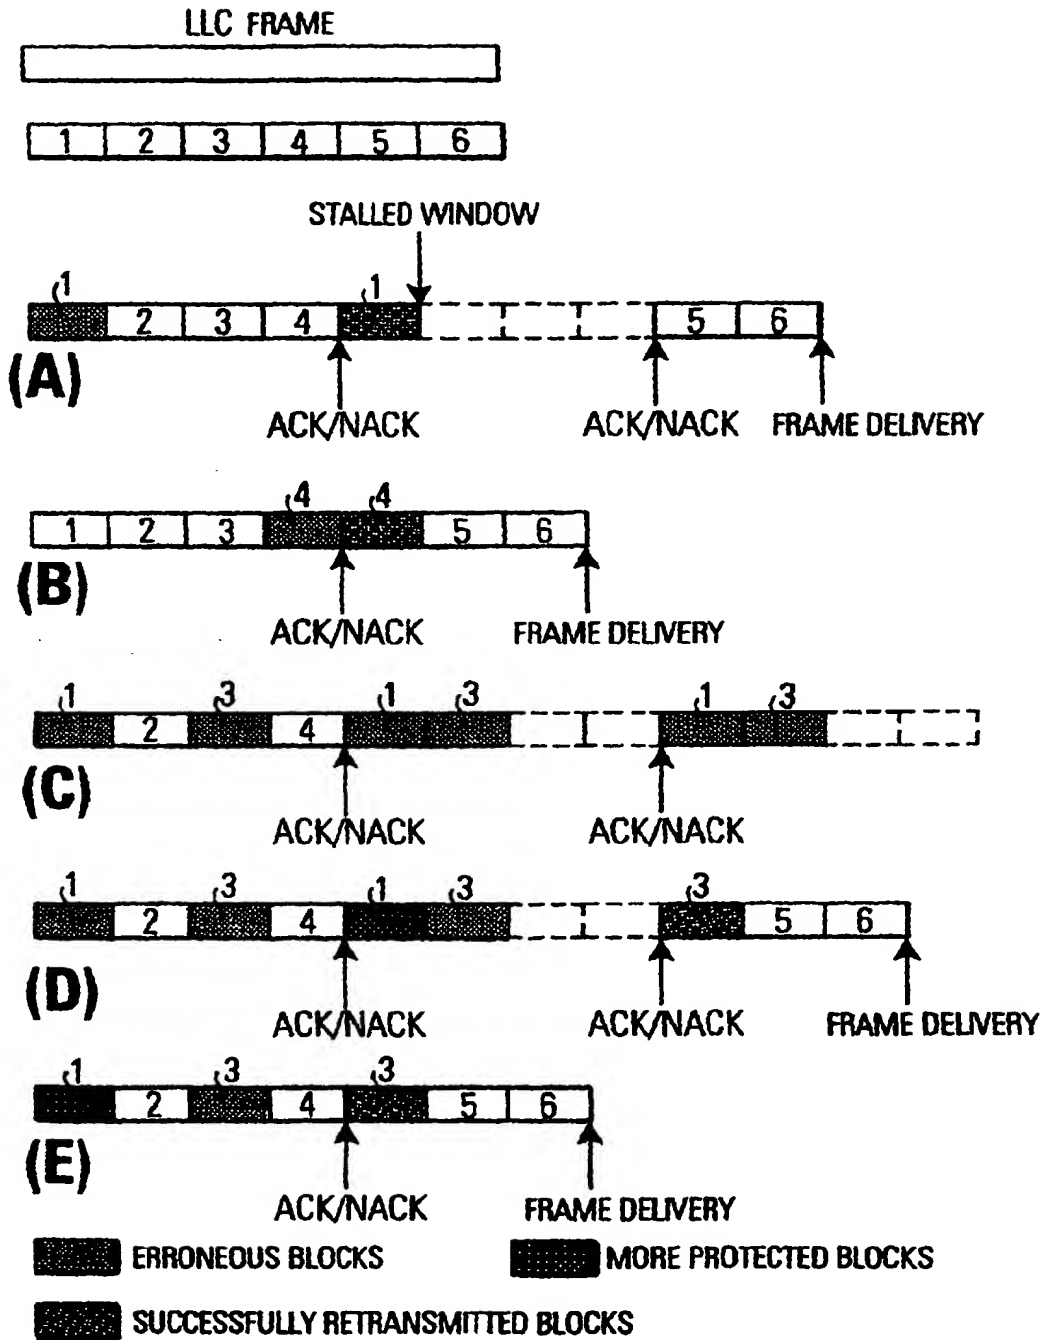 LLC FRAME
1 2 3 4 5 6
STALLED WINDOW
1 1
2 3 4 5 6
(A)
ACK/NACK ACK/NACK FRAME DELIVERY
4 4
1 2 3 5 6
(B)
ACK/NACK FRAME DELIVERY
1 3 1 3 1 3
2 4
(C)
ACK/NACK ACK/NACK
1 3 1 3 3
2 4 5 6
(D)
ACK/NACK ACK/NACK FRAME DELIVERY
1 3 3
2 4 5 6
(E)
ACK/NACK FRAME DELIVERY
ERRONEOUS BLOCKS MORE PROTECTED BLOCKS
SUCCESSFULLY RETRANSMITTED BLOCKS